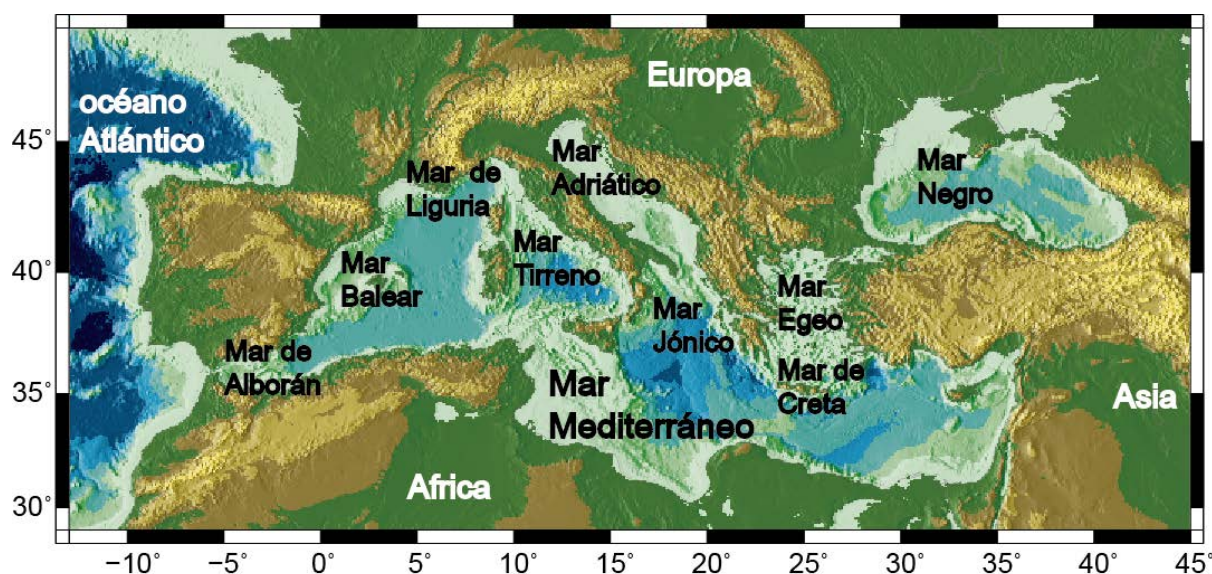 Europa
océano
Atlántico
45°
Mar
Adriático
Mar
Negro
Mar de
Liguria
Mar
Tirreno
40°
Mar
Balear
Mar
Egeo
Mar
Jónico
Mar de
Alborán
Mar de
Creta
35°
Mar
Mediterráneo
Asia
Africa
30°
−10° −5° 0° 5° 10° 15° 20° 25° 30° 35° 40° 45°